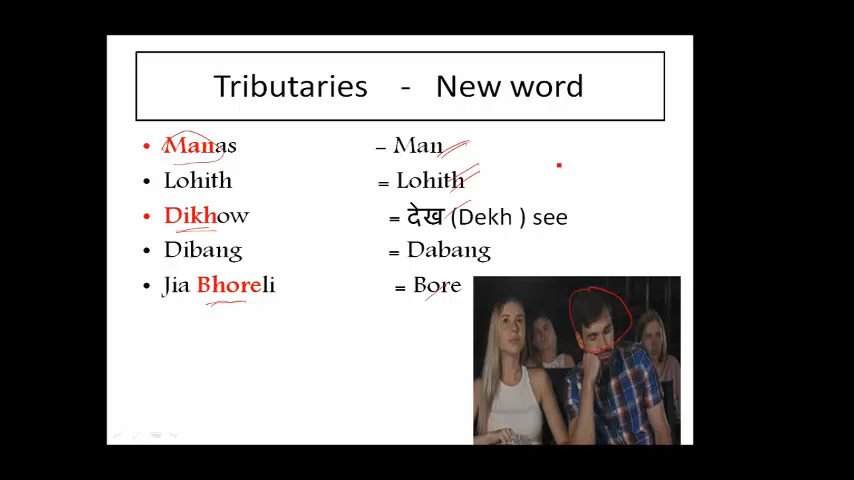 Tributaries - New word
• Manas – Man
• Lohith = Lohith
• Dikhow = देख (Dekh ) see
• Dibang = Dabang
• Jia Bhoreli = Bore